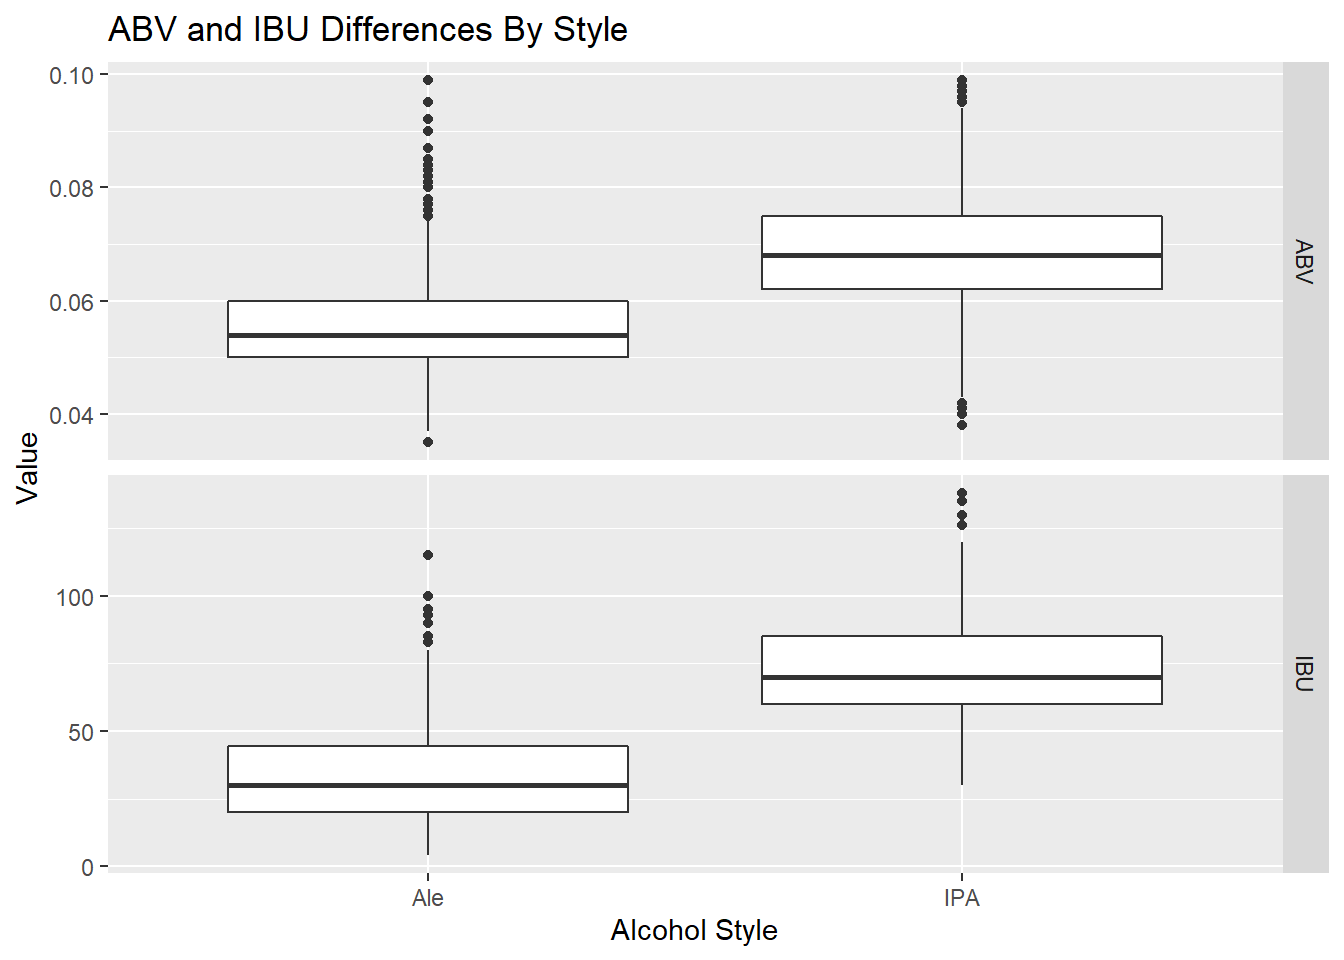 ABV and IBU Differences By Style
0.10
0.08
0.06
0.04
ABV
Value
100
50
0
IBU
Ale IPA
Alcohol Style